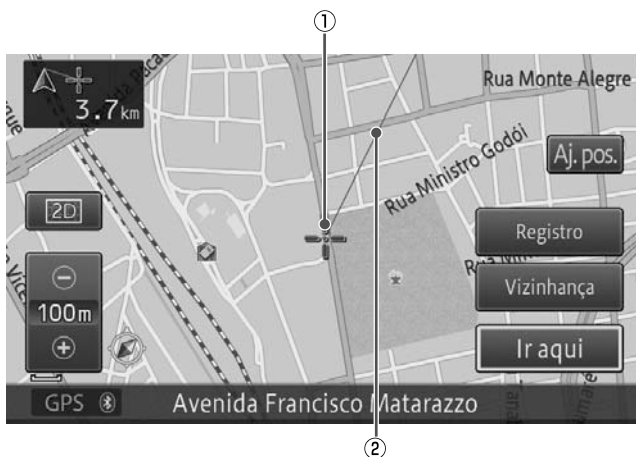 ①
3.7km
Rua Monte Alegre
Aj. pos.
Rua Ministro Godói
2D
Registro
Vizinhança
100m
Ir aqui
GPS
Avenida Francisco Matarazzo
②